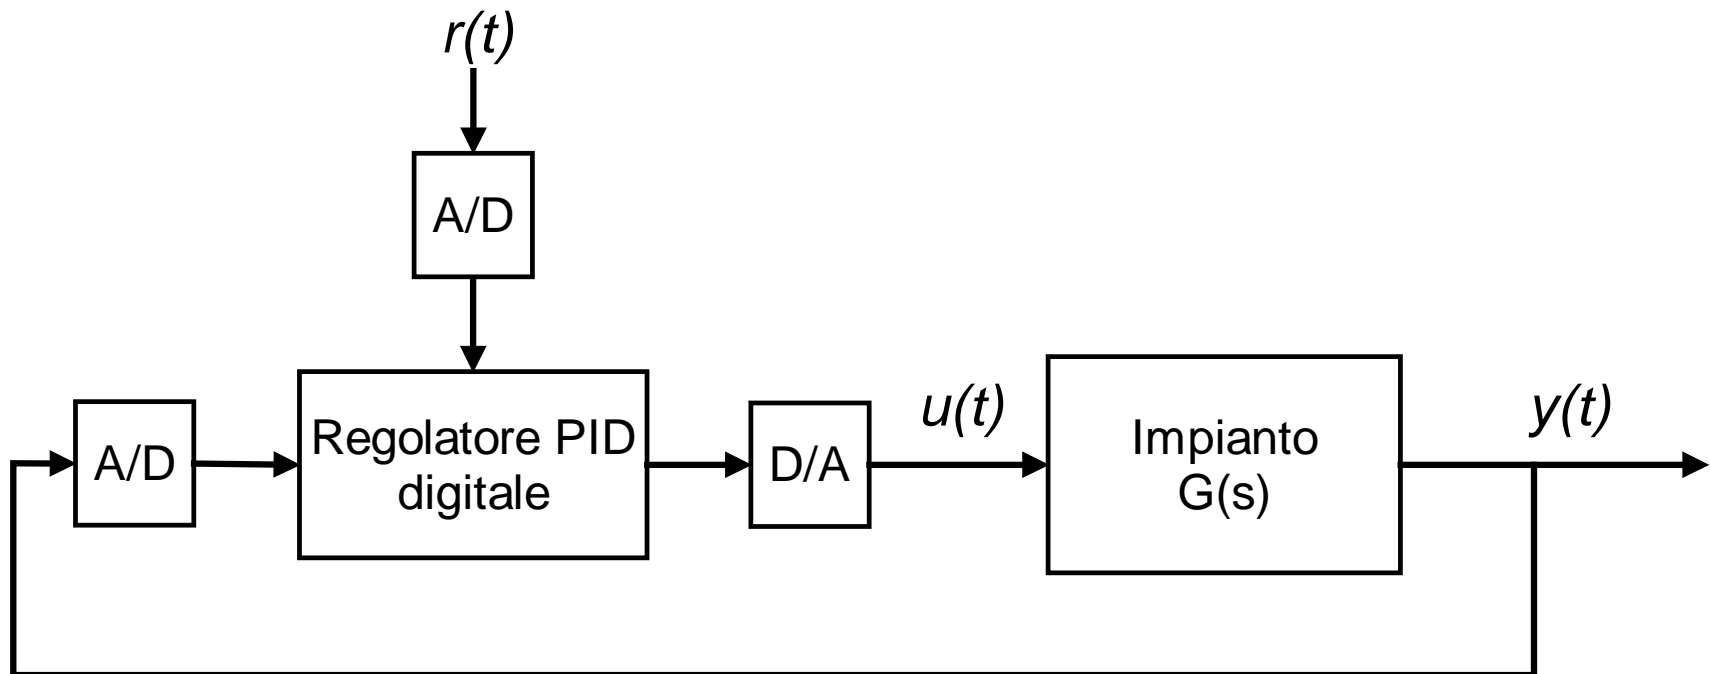 r(t)
A/D
A/D
Regolatore PID
digitale
D/A
u(t)
Impianto
G(s)
y(t)